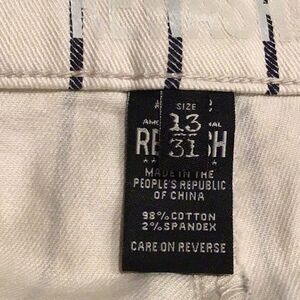 SIZE
13
31
MADE IN THE
PEOPLE'S REPUBLIC
OF CHINA
98% COTTON
2% SPANDEX
CARE ON REVERSE